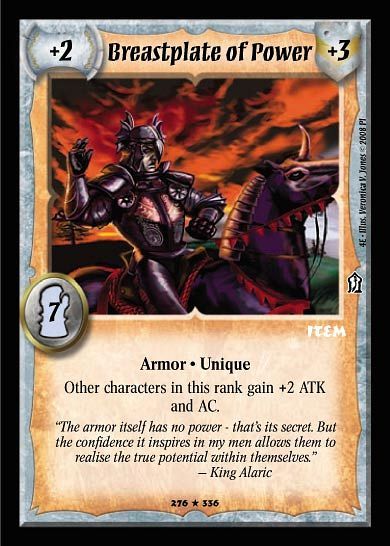 +2
Breastplate of Power
+3
4E • Illus. Veronica V. Jones © 2008 PI
7
ITEM
Armor • Unique
Other characters in this rank gain +2 ATK
and AC.
"The armor itself has no power - that's its secret. But
the confidence it inspires in my men allows them to
realise the true potential within themselves."
– King Alaric
276 ★ 336